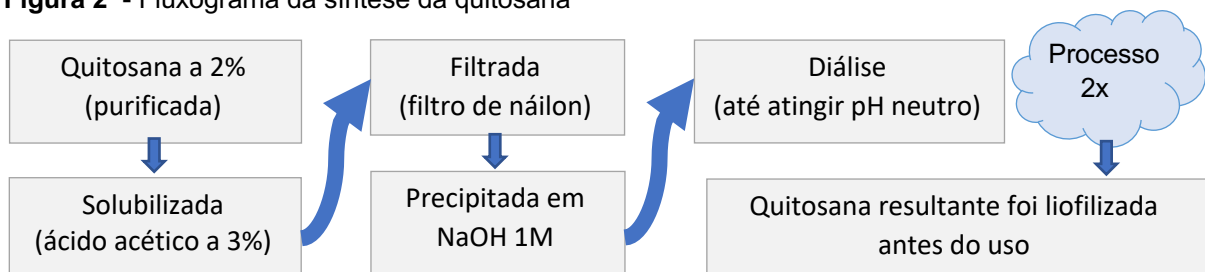 Figura 2 - Fluxograma da síntese da quitosana
Quitosana a 2%
(purificada)
Solubilizada
(ácido acético a 3%)
Filtrada
(filtro de náilon)
Precipitada em
NaOH 1M
Diálise
(até atingir pH neutro)
Processo
2x
Quitosana resultante foi liofilizada
antes do uso